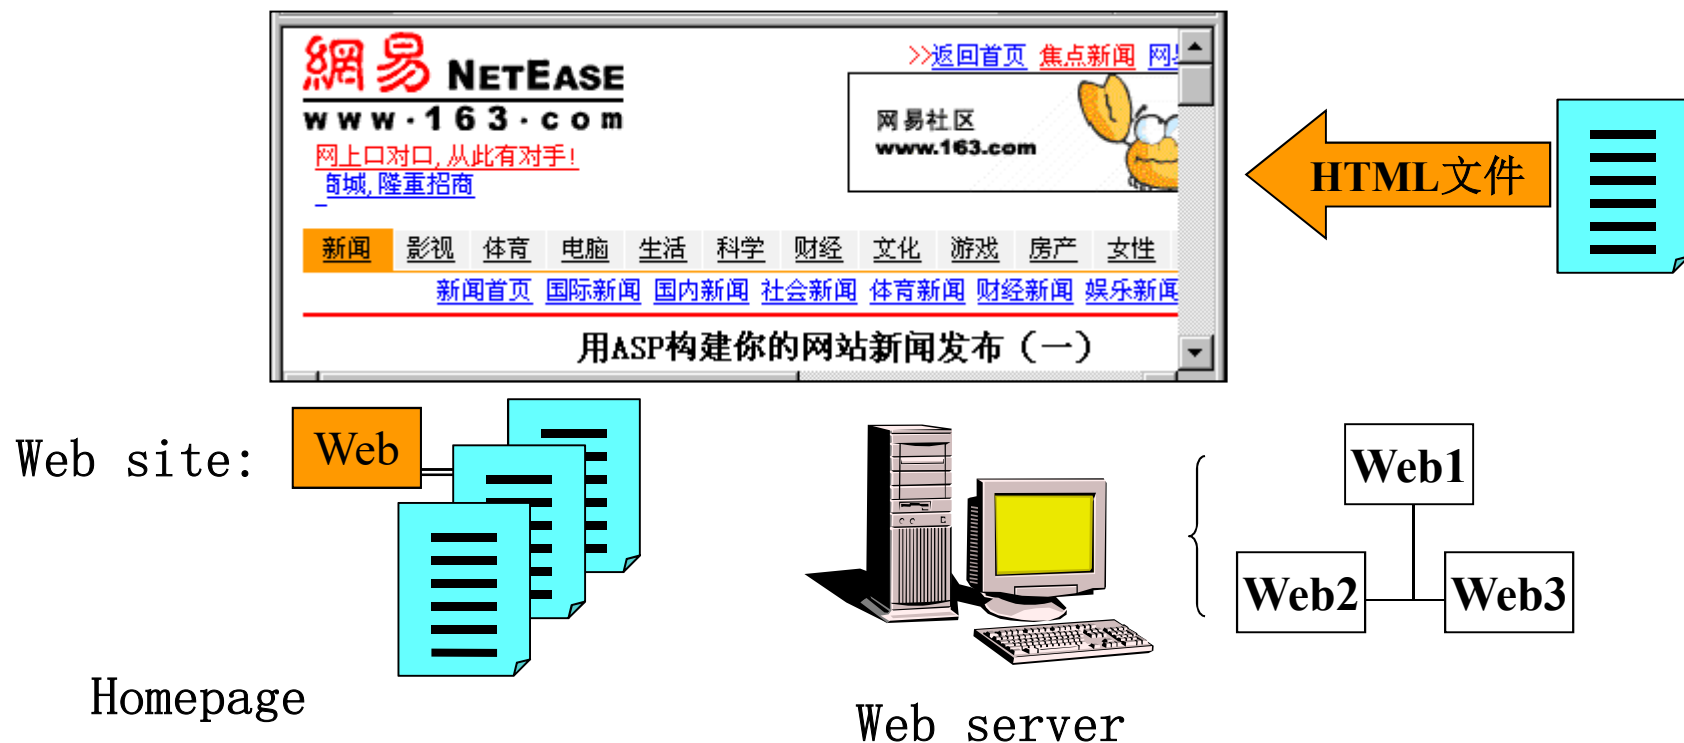 網易 NETEASE
www.163.com
>>返回首页 焦点新闻
网上口对口,从此有对手!
商城,隆重招商
网易社区
www.163.com
HTML文件
新闻 影视 体育 电脑 生活 科学 财经 文化 游戏 房产 女性
新闻首页 国际新闻 国内新闻 社会新闻 体育新闻 财经新闻 娱乐新闻
用ASP构建你的网站新闻发布（一）
Web site:
Web
Homepage
Web server
Web1
Web2
Web3